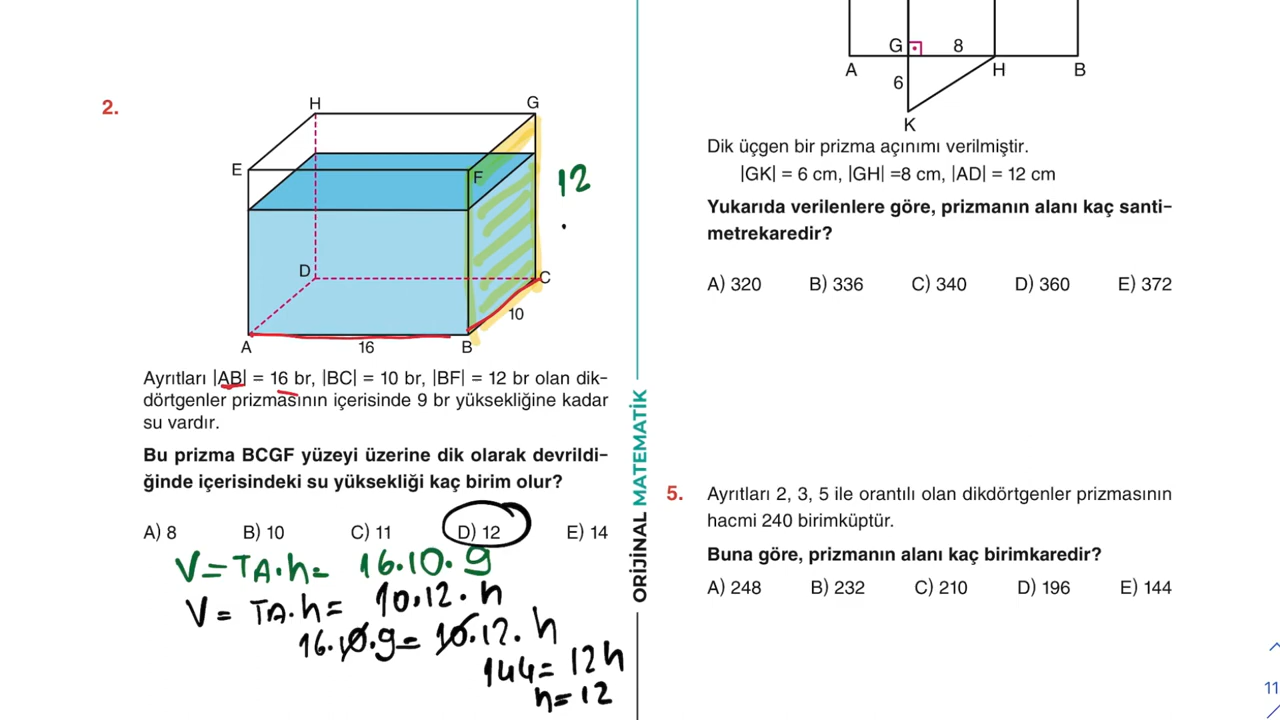 2.
H
G
E
F
12
D
C
10
A
16
B
Ayrıtları |AB| = 16 br, |BC| = 10 br, |BF| = 12 br olan dik-
dörtgenler prizmasının içerisinde 9 br yüksekliğine kadar
su vardır.
Bu prizma BCGF yüzeyi üzerine dik olarak devrildi-
ğinde içerisindeki su yüksekliği kaç birim olur?
A) 8 B) 10 C) 11 D) 12 E) 14
V = TA.h = 16.10.9
V = TA.h = 10.12.h
16.10.9 = 10.12.h
144 = 12h
h = 12
ORİJİNAL MATEMATİK
G
8
A
H
B
6
K
Dik üçgen bir prizma açınımı verilmiştir.
|GK| = 6 cm, |GH| =8 cm, |AD| = 12 cm
Yukarıda verilenlere göre, prizmanın alanı kaç santi-
metrekaredir?
A) 320 B) 336 C) 340 D) 360 E) 372
5.
Ayrıtları 2, 3, 5 ile orantılı olan dikdörtgenler prizmasının
hacmi 240 birimküptür.
Buna göre, prizmanın alanı kaç birimkaredir?
A) 248 B) 232 C) 210 D) 196 E) 144
11